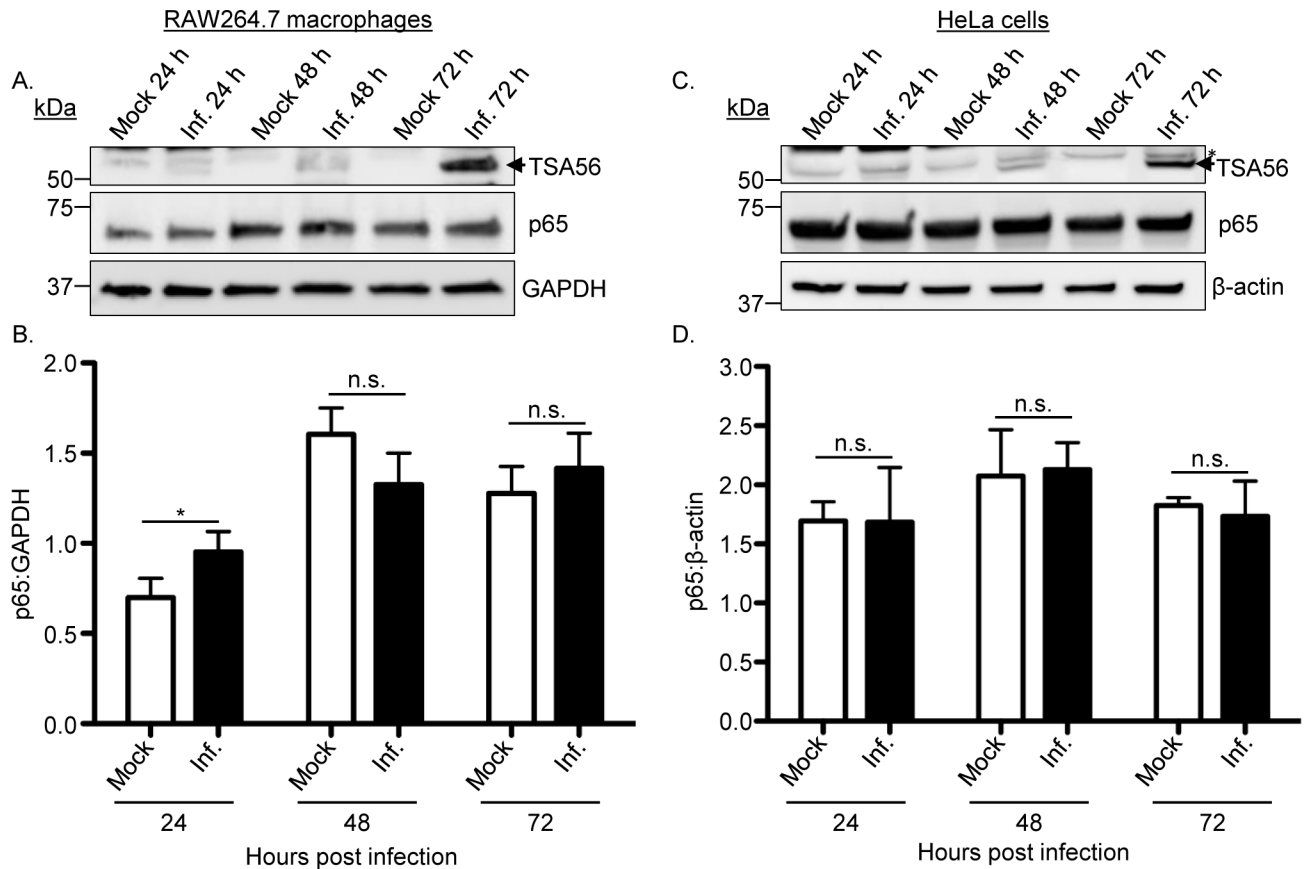 RAW264.7 macrophages
HeLa cells
A.
kDa
Mock 24 h
Inf. 24 h
Mock 48 h
Inf. 48 h
Mock 72 h
Inf. 72 h
TSA56
50
75
p65
37
GAPDH
C.
kDa
Mock 24 h
Inf. 24 h
Mock 48 h
Inf. 48 h
Mock 72 h
Inf. 72 h
*
TSA56
50
75
p65
37
β-actin
B.
p65:GAPDH
2.0
1.5
1.0
0.5
0.0
*
n.s.
n.s.
Mock
Inf.
Mock
Inf.
Mock
Inf.
24
48
72
Hours post infection
D.
p65:β-actin
3.0
2.5
2.0
1.5
1.0
0.5
0.0
n.s.
n.s.
n.s.
Mock
Inf.
Mock
Inf.
Mock
Inf.
24
48
72
Hours post infection